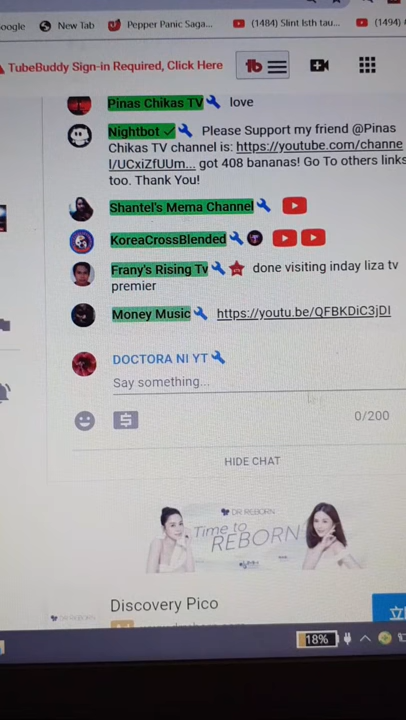 oogle New Tab Pepper Panic Saga... (1484) Slint Isth tau... (1494)
TubeBuddy Sign-in Required, Click Here
Pinas Chikas TV love
Nightbot Please Support my friend @Pinas
Chikas TV channel is: https://youtube.com/channe
l/UCxiZfUUm... got 408 bananas! Go To others links
too. Thank You!
Shantel's Mema Channel
KoreaCrossBlended
Frany's Rising Tv done visiting inday liza tv
premier
Money Music https://youtu.be/QFBKDiC3jDI
DOCTORA NI YT
Say something...
0/200
HIDE CHAT
DR REBORN
Time to
REBORN
Discovery Pico
立
18%